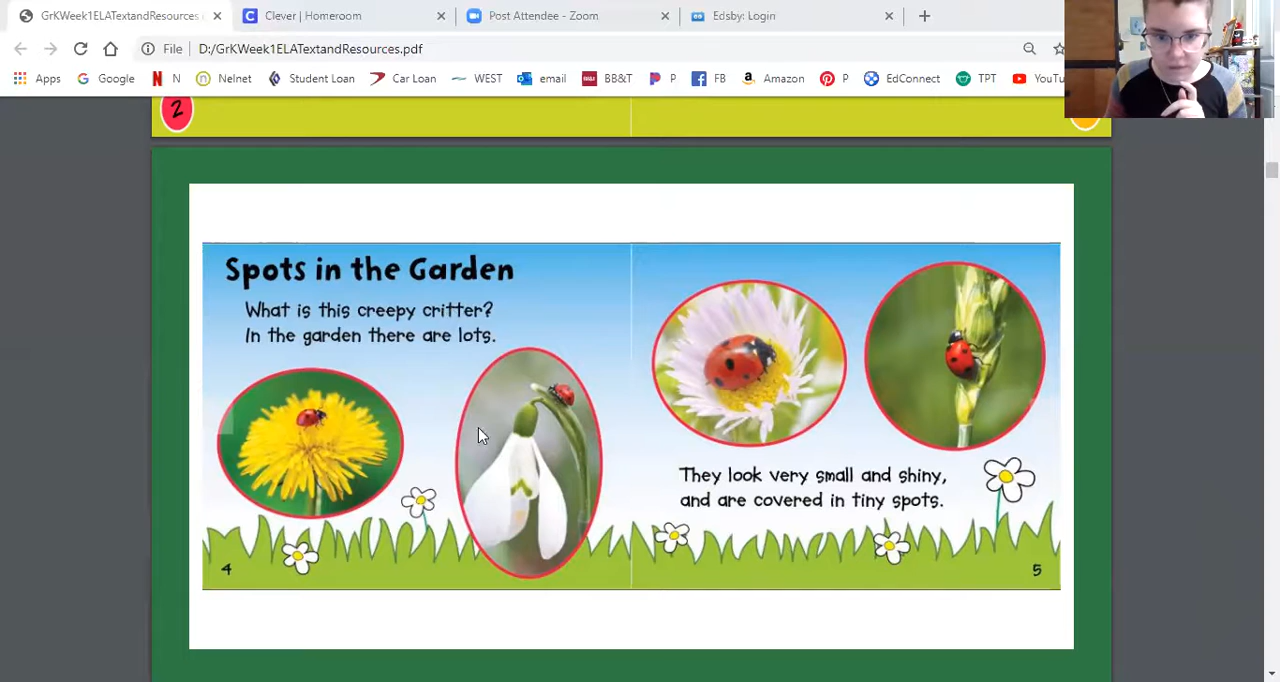 GrKWeek1ELATextandResources
Clever | Homeroom
Post Attendee - Zoom
Edsby: Login
File D:/GrKWeek1ELATextandResources.pdf
Apps Google N Nelnet Student Loan Car Loan WEST email BB&T P FB Amazon P EdConnect TPT
2
Spots in the Garden
What is this creepy critter?
In the garden there are lots.
They look very small and shiny,
and are covered in tiny spots.
4
5